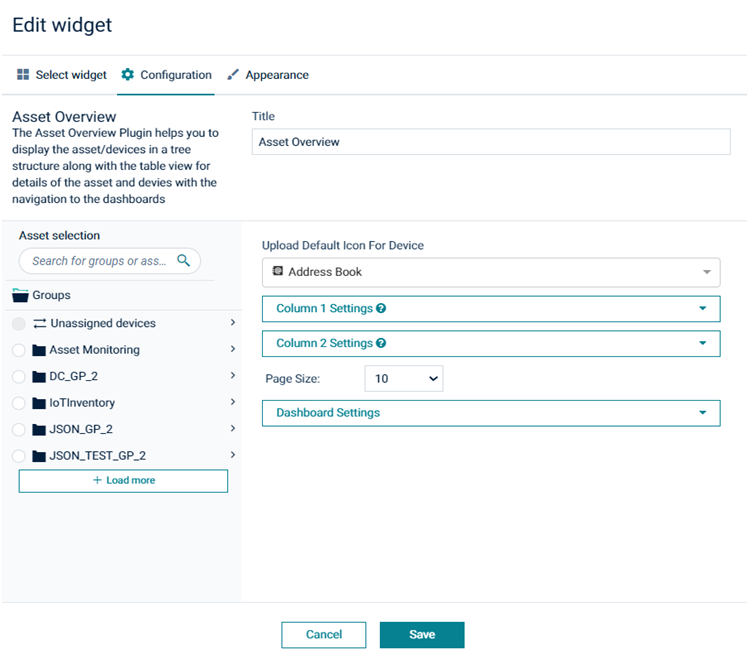 Edit widget
Select widget
Configuration
Appearance
Asset Overview
The Asset Overview Plugin helps you to
display the asset/devices in a tree
structure along with the table view for
details of the asset and devies with the
navigation to the dashboards
Title
Asset Overview
Asset selection
Search for groups or ass...
Groups
Unassigned devices
Asset Monitoring
DC_GP_2
IoTInventory
JSON_GP_2
JSON_TEST_GP_2
+ Load more
Upload Default Icon For Device
Address Book
Column 1 Settings ?
Column 2 Settings ?
Page Size: 10
Dashboard Settings
Cancel
Save